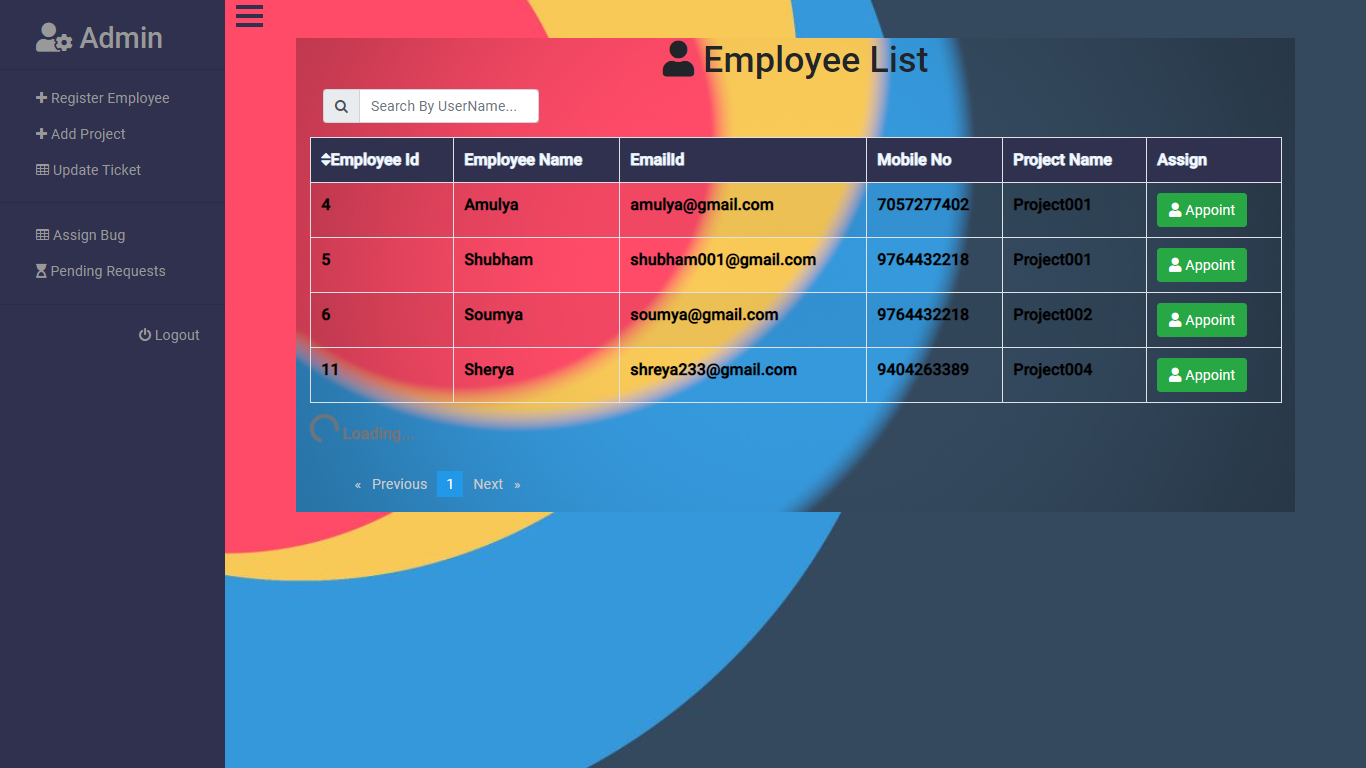 Admin
Register Employee
Add Project
Update Ticket
Assign Bug
Pending Requests
Logout
Employee List
Search By UserName...
Employee Id Employee Name EmailId Mobile No Project Name Assign
4 Amulya amulya@gmail.com 7057277402 Project001 Appoint
5 Shubham shubham001@gmail.com 9764432218 Project001 Appoint
6 Soumya soumya@gmail.com 9764432218 Project002 Appoint
11 Sherya shreya233@gmail.com 9404263389 Project004 Appoint
Loading...
« Previous 1 Next »